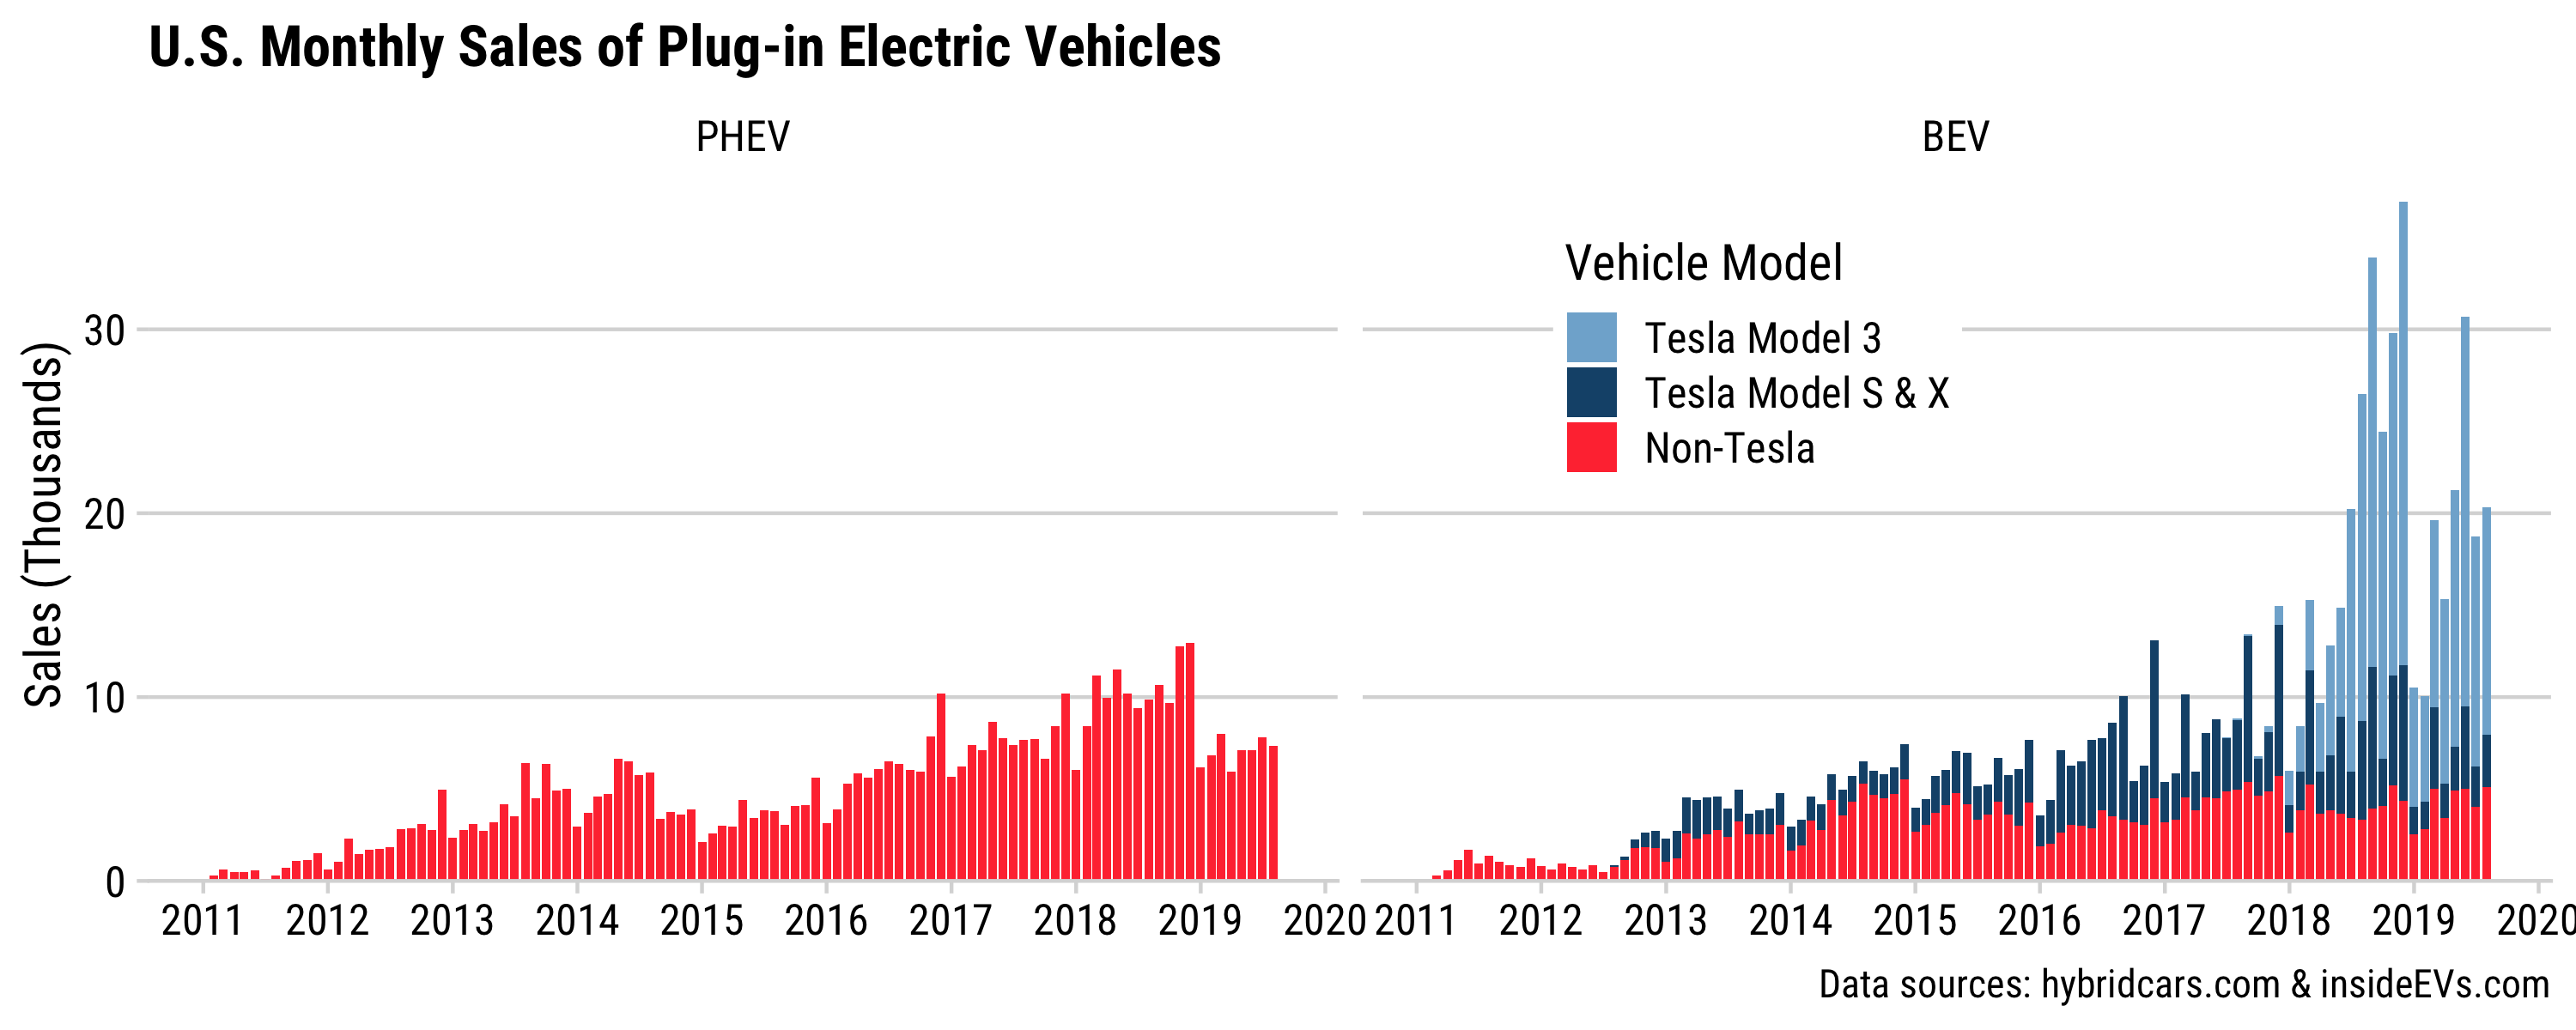 U.S. Monthly Sales of Plug-in Electric Vehicles
PHEV
BEV
Vehicle Model
Tesla Model 3
Tesla Model S & X
Non-Tesla
Sales (Thousands)
30
20
10
0
2011 2012 2013 2014 2015 2016 2017 2018 2019 2020
2011 2012 2013 2014 2015 2016 2017 2018 2019 2020
Data sources: hybridcars.com & insideEVs.com